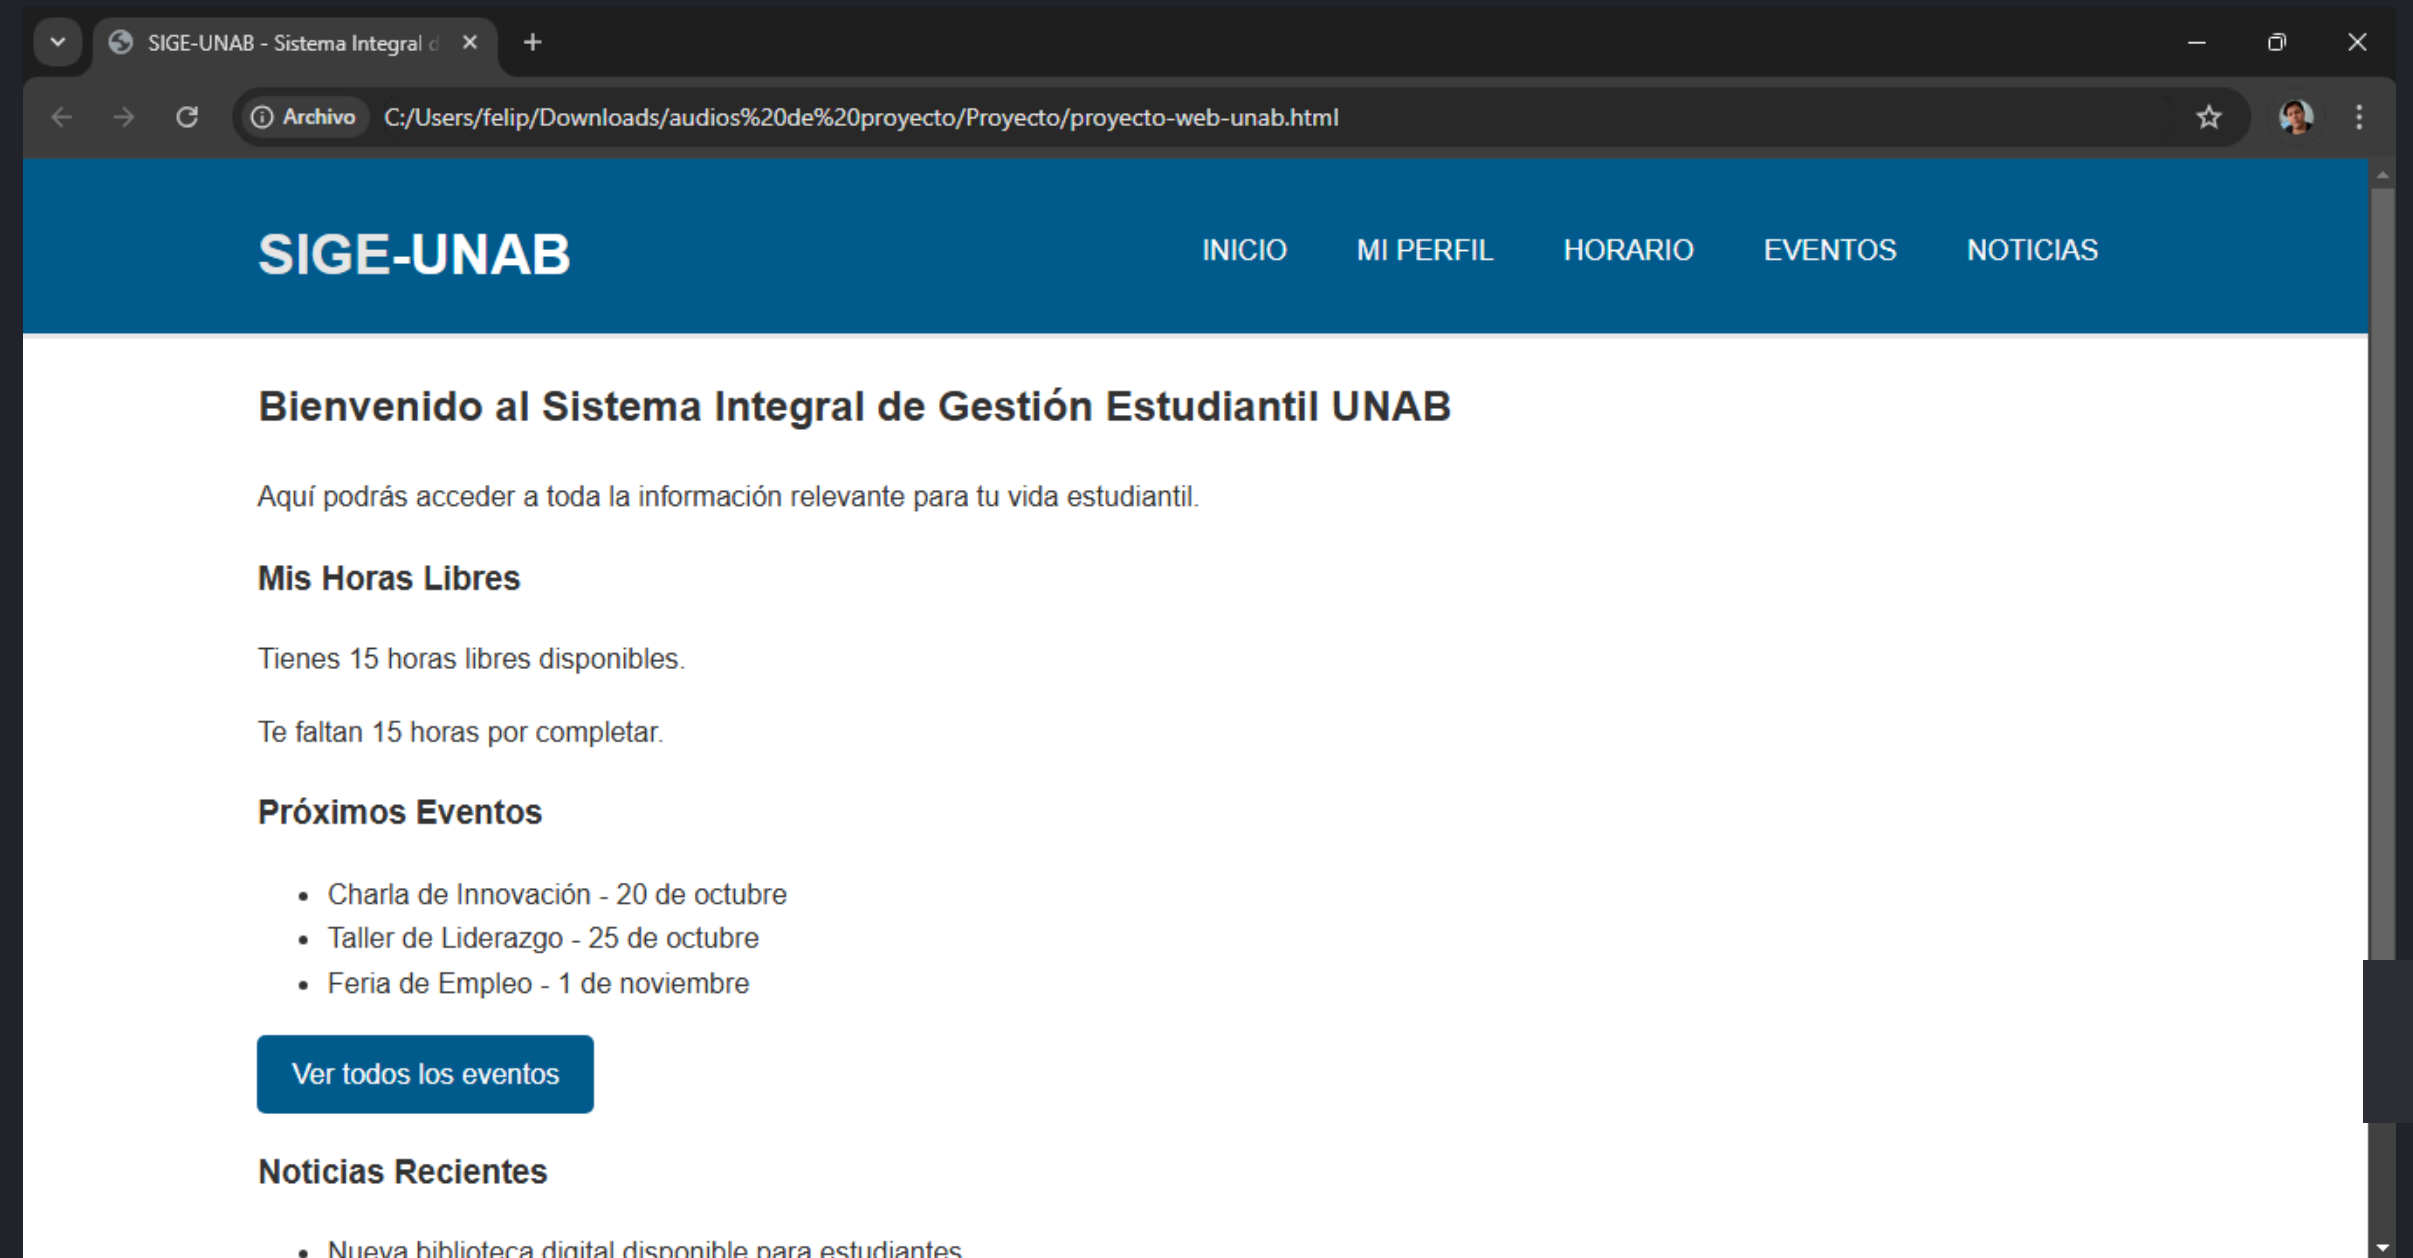 SIGE-UNAB - Sistema Integral d
Archivo C:/Users/felip/Downloads/audios%20de%20proyecto/Proyecto/proyecto-web-unab.html
SIGE-UNAB INICIO MI PERFIL HORARIO EVENTOS NOTICIAS
Bienvenido al Sistema Integral de Gestión Estudiantil UNAB
Aquí podrás acceder a toda la información relevante para tu vida estudiantil.
Mis Horas Libres
Tienes 15 horas libres disponibles.
Te faltan 15 horas por completar.
Próximos Eventos
• Charla de Innovación - 20 de octubre
• Taller de Liderazgo - 25 de octubre
• Feria de Empleo - 1 de noviembre
Ver todos los eventos
Noticias Recientes
• Nueva biblioteca digital disponible para estudiantes